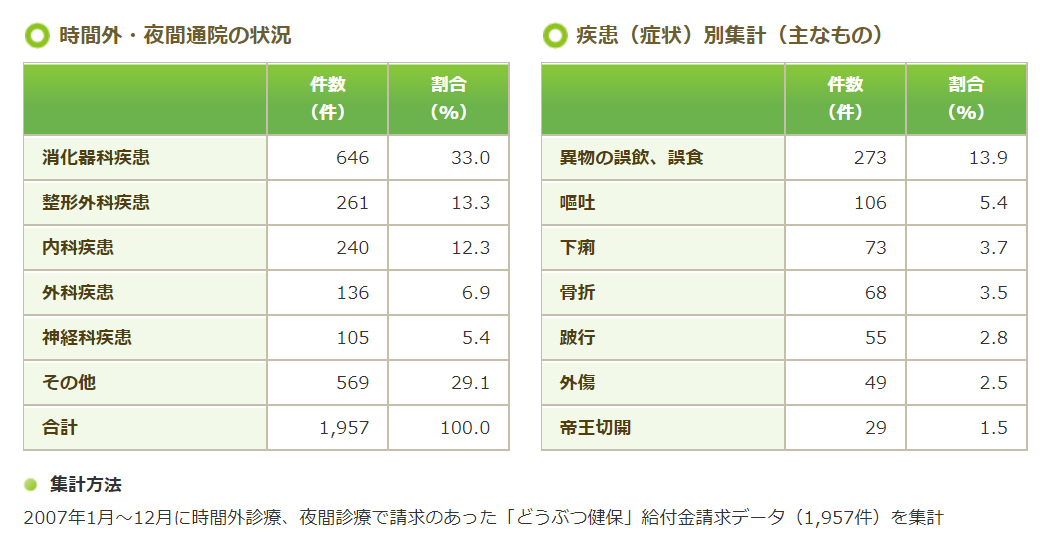 時間外・夜間通院の状況
件数
（件）
割合
（%）
消化器科疾患 646 33.0
整形外科疾患 261 13.3
内科疾患 240 12.3
外科疾患 136 6.9
神経科疾患 105 5.4
その他 569 29.1
合計 1,957 100.0
疾患（症状）別集計（主なもの）
件数
（件）
割合
（%）
異物の誤飲、誤食 273 13.9
嘔吐 106 5.4
下痢 73 3.7
骨折 68 3.5
跛行 55 2.8
外傷 49 2.5
帝王切開 29 1.5
集計方法
2007年1月～12月に時間外診療、夜間診療で請求のあった「どうぶつ健保」給付金請求データ（1,957件）を集計